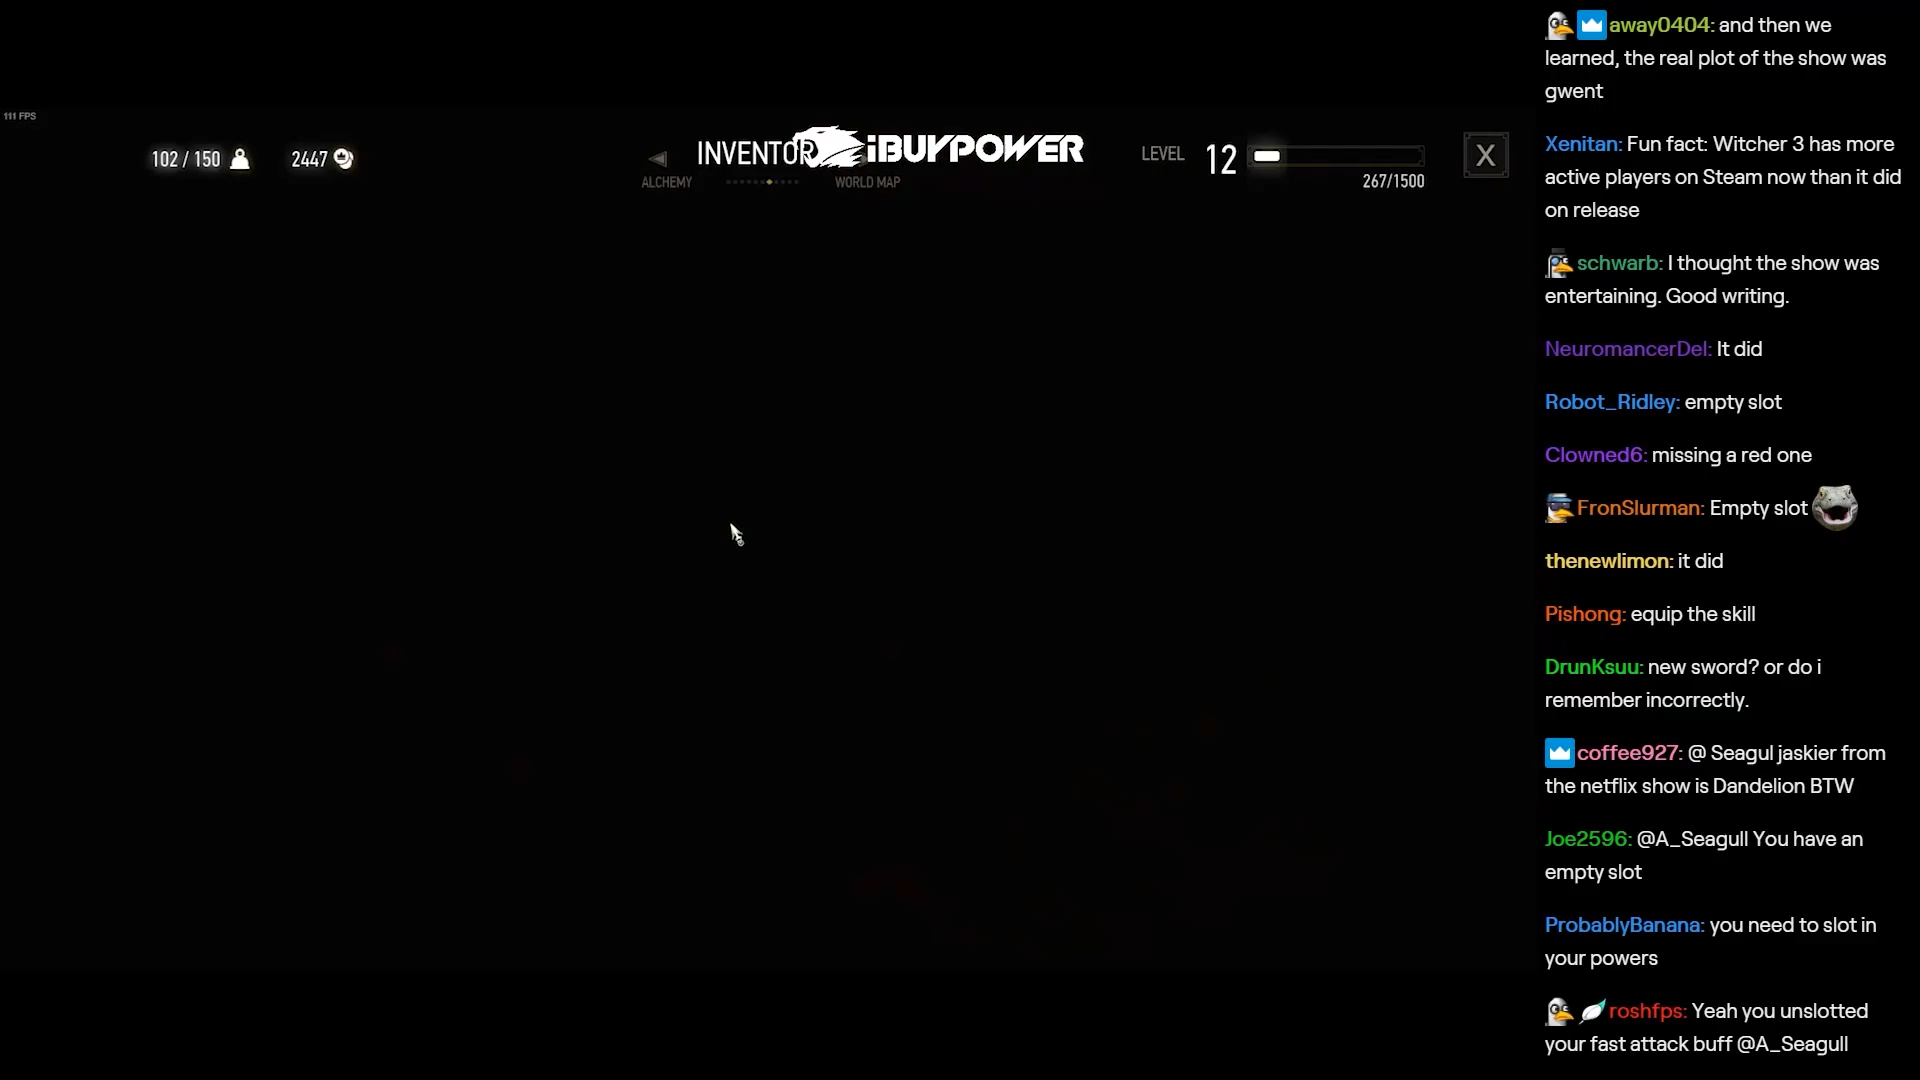 111 FPS
102 / 150
2447
INVENTOR
iBUYPOWER
ALCHEMY
WORLD MAP
LEVEL 12
267/1500
X
away0404: and then we
learned, the real plot of the show was
gwent
Xenitan: Fun fact: Witcher 3 has more
active players on Steam now than it did
on release
schwarb: I thought the show was
entertaining. Good writing.
NeuromancerDel: It did
Robot_Ridley: empty slot
Clowned6: missing a red one
FronSlurman: Empty slot
thenewlimon: it did
Pishong: equip the skill
DrunKsuu: new sword? or do i
remember incorrectly.
coffee927: @ Seagul jaskier from
the netflix show is Dandelion BTW
Joe2596: @A_Seagull You have an
empty slot
ProbablyBanana: you need to slot in
your powers
roshfps: Yeah you unslotted
your fast attack buff @A_Seagull